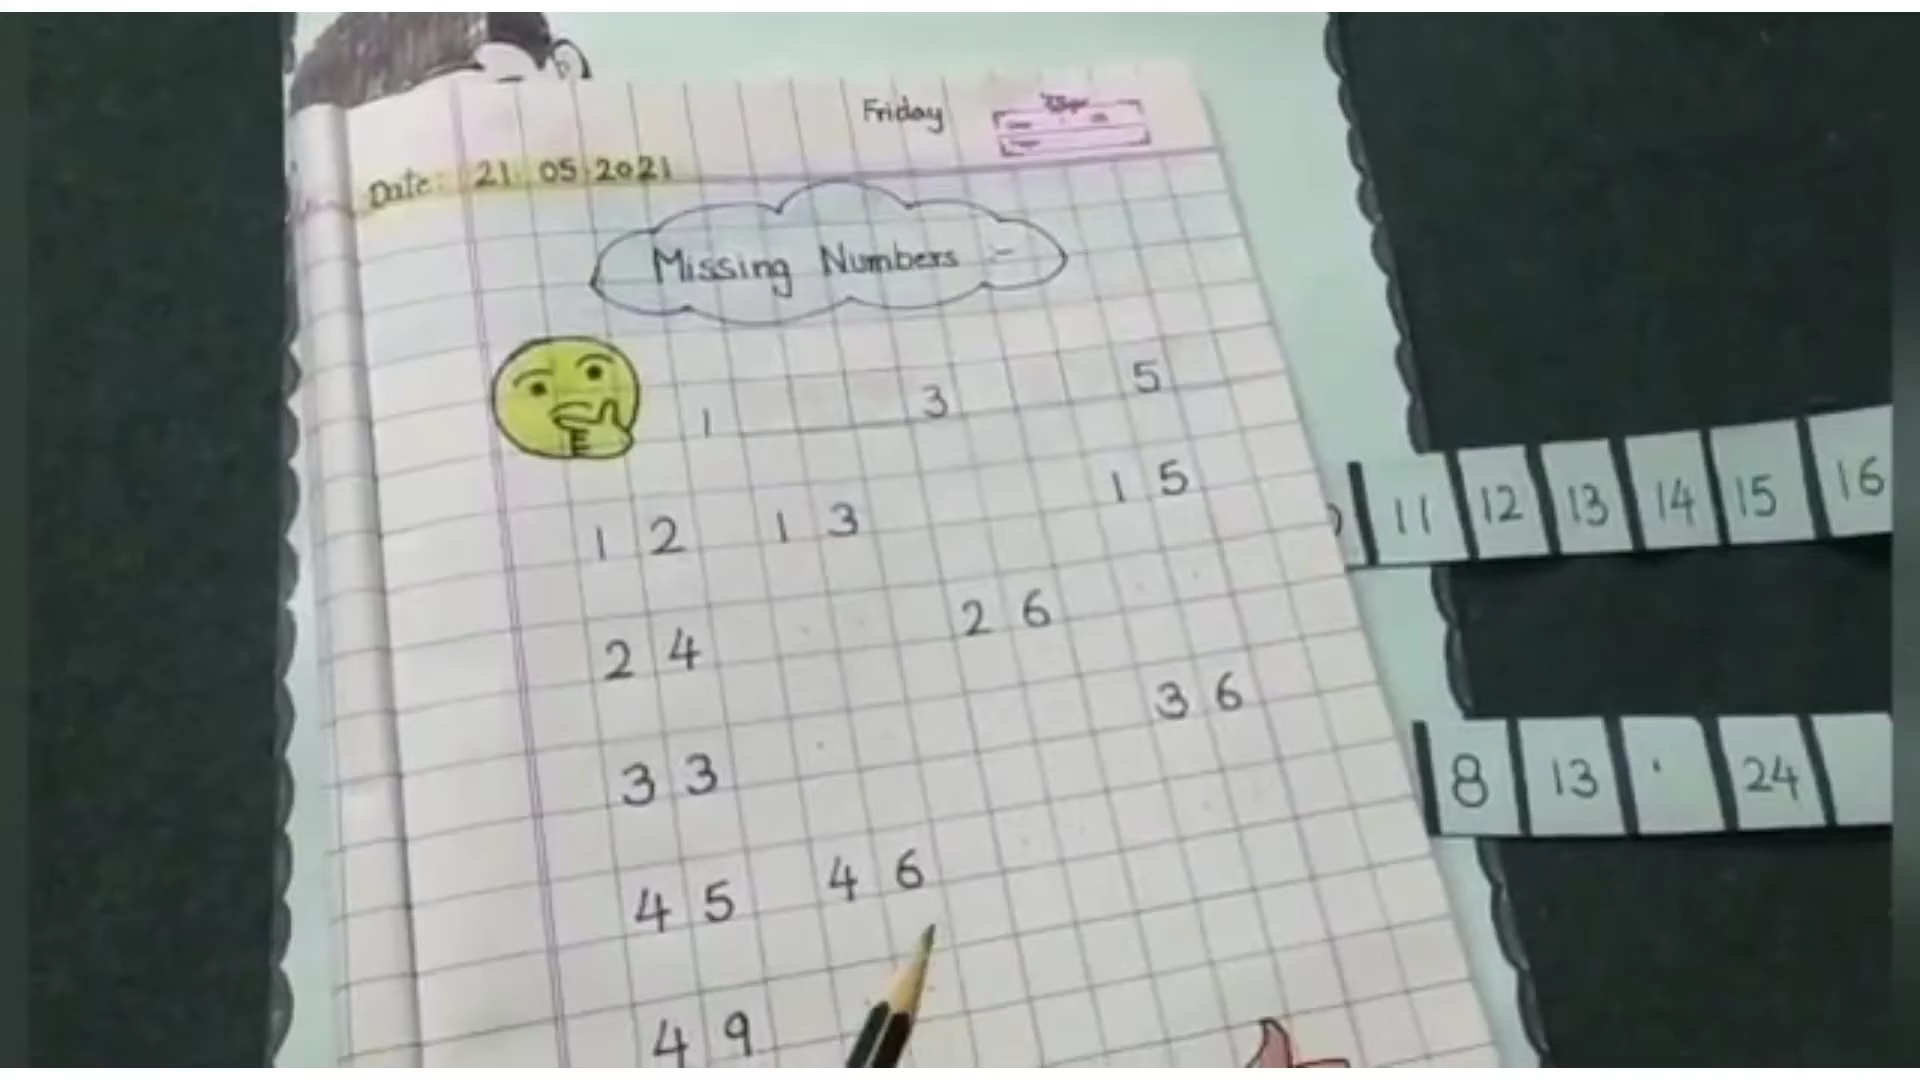 Friday
Date: 21.05.2021
Missing Numbers :-
1 3 5
12 13 15
24 26
33 36
45 46
49
11 12 13 14 15 16
8 13 24